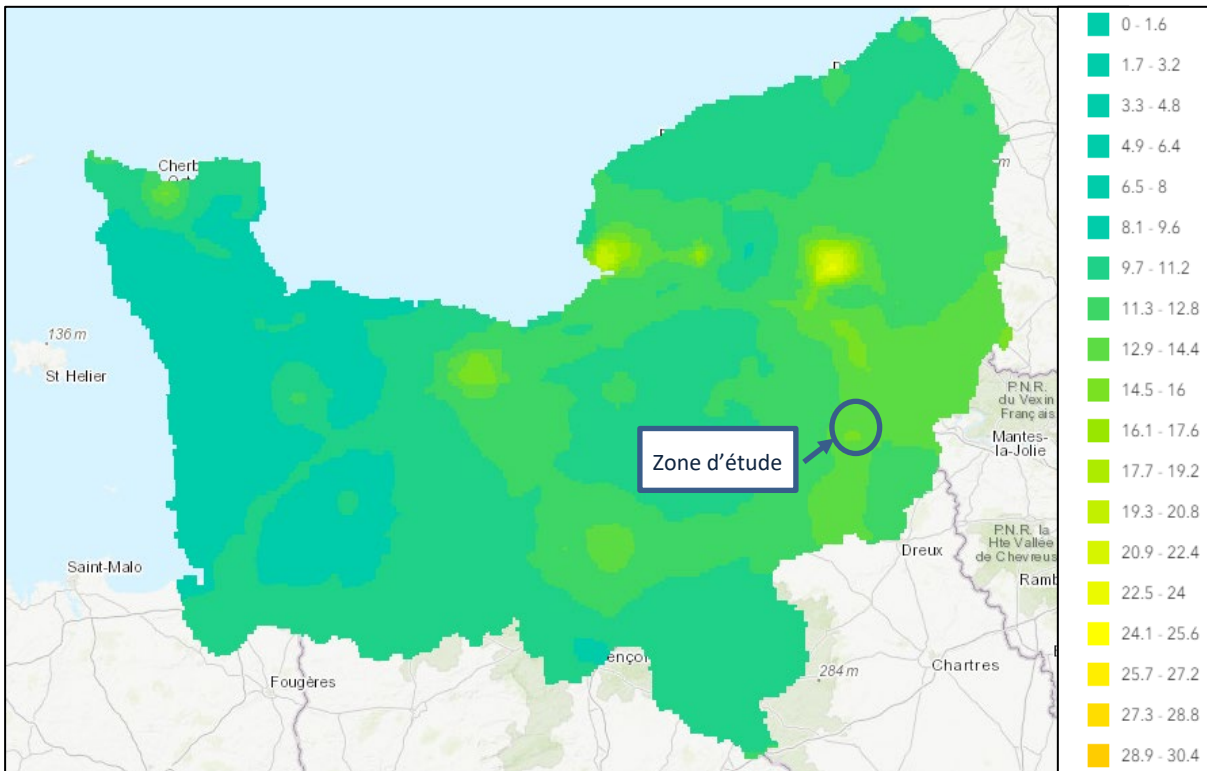 Cherb
136 m
St Helier
Saint-Malo
Fougères
ençon
Zone d'étude
P.N.R.
du Vexin
Français
Mantes-
la-Jolie
Dreux
P.N.R. la
Hte Vallée
de Chevreus
Ramb
Chartres
284 m
0 - 1.6
1.7 - 3.2
3.3 - 4.8
4.9 - 6.4
6.5 - 8
8.1 - 9.6
9.7 - 11.2
11.3 - 12.8
12.9 - 14.4
14.5 - 16
16.1 - 17.6
17.7 - 19.2
19.3 - 20.8
20.9 - 22.4
22.5 - 24
24.1 - 25.6
25.7 - 27.2
27.3 - 28.8
28.9 - 30.4